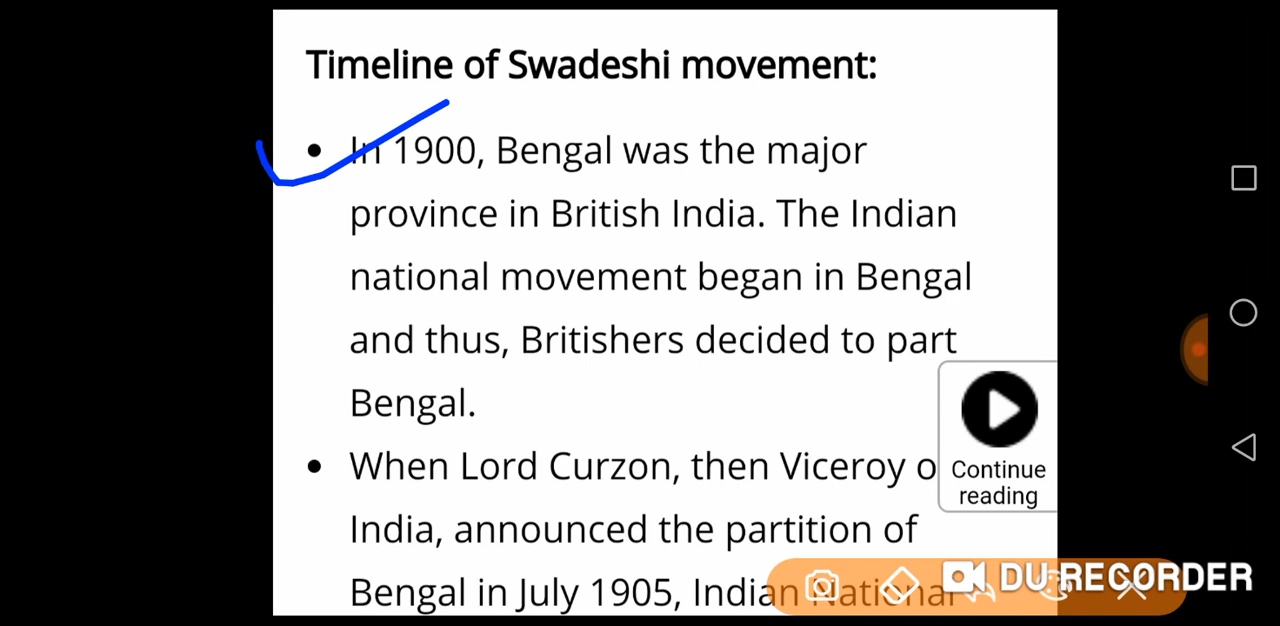 Timeline of Swadeshi movement:
• In 1900, Bengal was the major
province in British India. The Indian
national movement began in Bengal
and thus, Britishers decided to part
Bengal.
• When Lord Curzon, then Viceroy o
India, announced the partition of
Bengal in July 1905, Indian National
Continue
reading
DU RECORDER